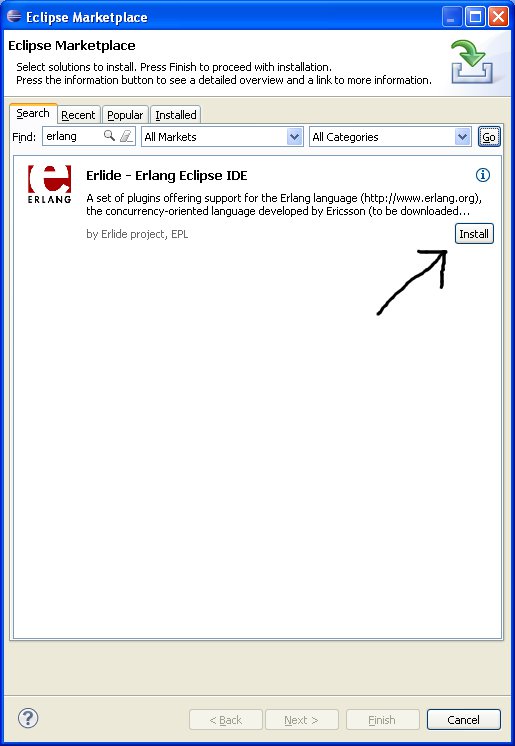 Eclipse Marketplace
Eclipse Marketplace
Select solutions to install. Press Finish to proceed with installation.
Press the information button to see a detailed overview and a link to more information.
Search Recent Popular Installed
Find: erlang All Markets All Categories Go
e
ERLANG
Erlide - Erlang Eclipse IDE
A set of plugins offering support for the Erlang language (http://www.erlang.org),
the concurrency-oriented language developed by Ericsson (to be downloaded...
by Erlide project, EPL Install
? < Back Next > Finish Cancel